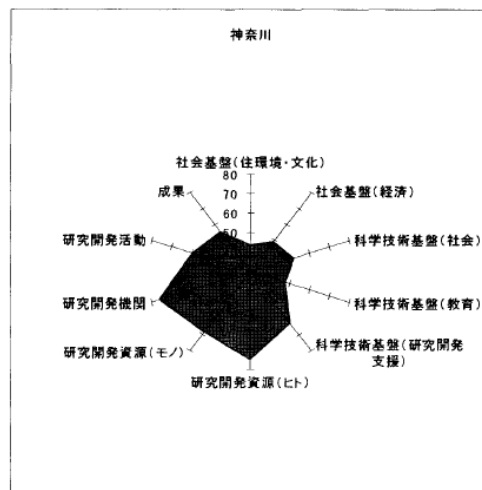 神奈川
社会基盤(住環境・文化)
80
70
60
50
成果
社会基盤(経済)
研究開発活動
科学技術基盤(社会)
研究開発機関
科学技術基盤(教育)
研究開発資源(モノ)
科学技術基盤(研究開発
支援)
研究開発資源(ヒト)